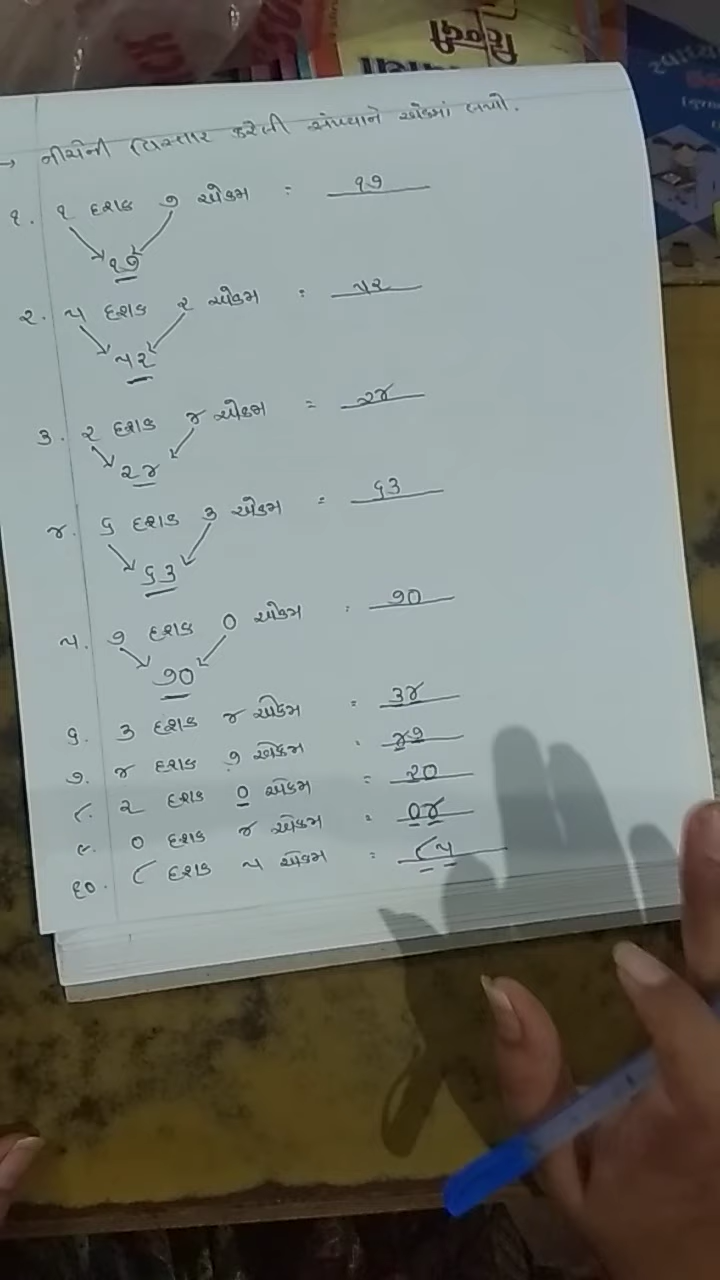 हिन्दी
→ નીચેની વિસ્તાર કરેલી સંખ્યાને એકમાં લખો.
૧. ૧ દશક ૭ એકમ = ૧૭
૧૭
૨. ૫ દશક ૨ એકમ = ૫૨
૫૨
૩. ૨ દશક ૪ એકમ = ૨૪
૨૪
૪. ૬ દશક ૩ એકમ = ૬૩
૬૩
૫. ૭ દશક ૦ એકમ = ૭૦
૭૦
૬. ૩ દશક ૪ એકમ = ૩૪
૭. ૪ દશક ૭ એકમ = ૪૭
૮. ૨ દશક ૦ એકમ = ૨૦
૯. ૦ દશક ૪ એકમ = ૦૪
૧૦. ૮ દશક ૫ એકમ = ૮૫